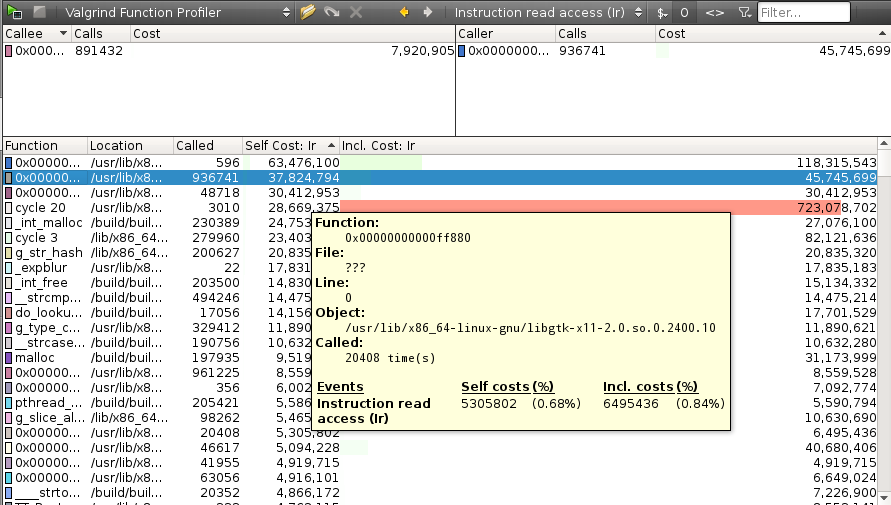 Valgrind Function Profiler Instruction read access (Ir) $ 0 <> Filter...
Callee Calls Cost Caller Calls Cost
0x000... 891432 7,920,905 0x0000000... 936741 45,745,699
Function Location Called Self Cost: Ir Incl. Cost: Ir
0x00000... /usr/lib/x8... 596 63,476,100 118,315,543
0x00000... /usr/lib/x8... 936741 37,824,794 45,745,699
0x00000... /usr/lib/x8... 48718 30,412,953 30,412,953
cycle 20 /usr/lib/x8... 3010 28,669,375 723,078,702
_int_malloc /build/buil... 230389 24,753 27,076,100
cycle 3 /lib/x86_64... 279960 23,403 82,121,636
g_str_hash /lib/x86_64... 200627 20,835 20,835,320
_expblur /usr/lib/x8... 22 17,831 17,835,183
_int_free /build/buil... 203500 14,830 15,134,332
__strcmp... /build/buil... 494246 14,475 14,475,214
do_looku... /build/buil... 17056 14,156 17,701,529
g_type_c... /usr/lib/x8... 329412 11,890 11,890,621
__strcase... /build/buil... 190756 10,632 10,632,280
malloc /build/buil... 197935 9,519 31,173,999
0x00000... /usr/lib/x8... 961225 8,559 8,559,528
0x00000... /usr/lib/x8... 356 6,002 7,092,774
pthread_... /build/buil... 205421 5,586 5,590,794
g_slice_al... /lib/x86_64... 98262 5,465 10,630,690
0x00000... /usr/lib/x8... 20408 5,305,802 6,495,436
0x00000... /usr/lib/x8... 46617 5,094,228 40,680,406
0x00000... /usr/lib/x8... 41955 4,919,715 4,919,715
0x00000... /usr/lib/x8... 63056 4,916,101 6,649,024
____strto... /build/buil... 20352 4,866,172 7,226,900
Function:
0x00000000000ff880
File:
???
Line:
0
Object:
/usr/lib/x86_64-linux-gnu/libgtk-x11-2.0.so.0.2400.10
Called:
20408 time(s)
Events Self costs (%) Incl. costs (%)
Instruction read 5305802 (0.68%) 6495436 (0.84%)
access (Ir)